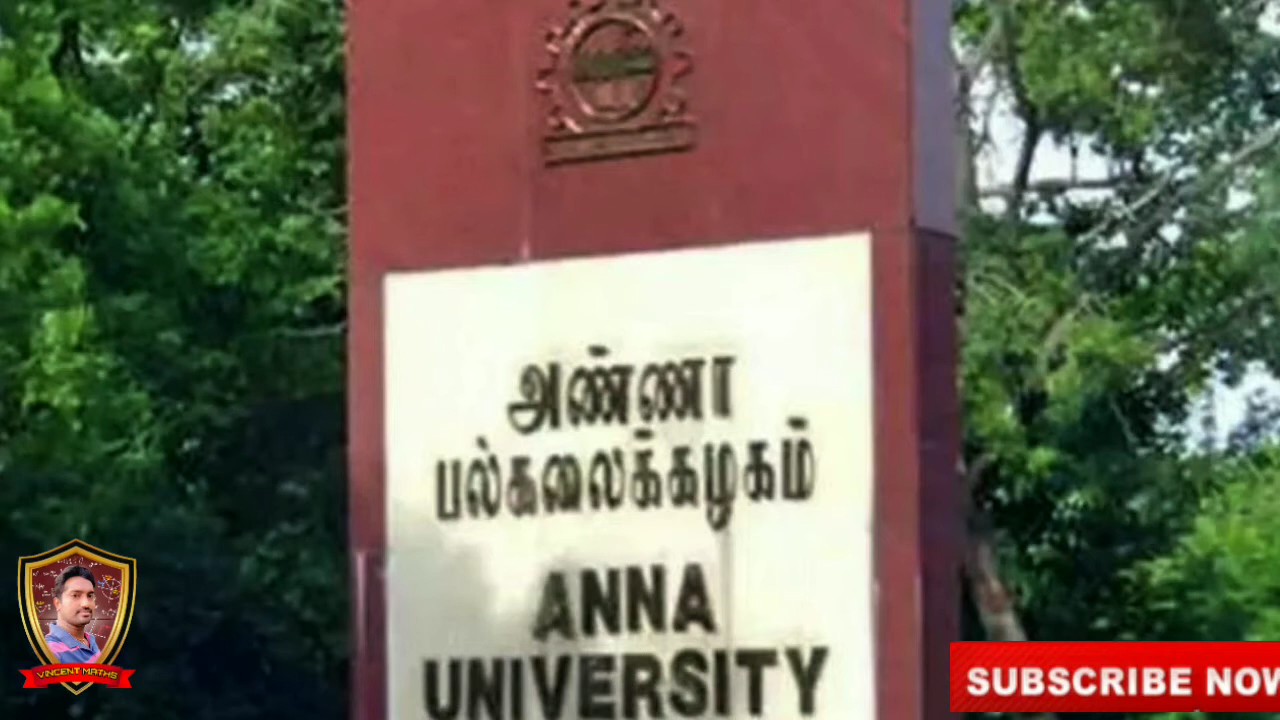 அண்ணா
பல்கலைக்கழகம்
ANNA
UNIVERSITY
VINCENT MATHS
SUBSCRIBE NOW